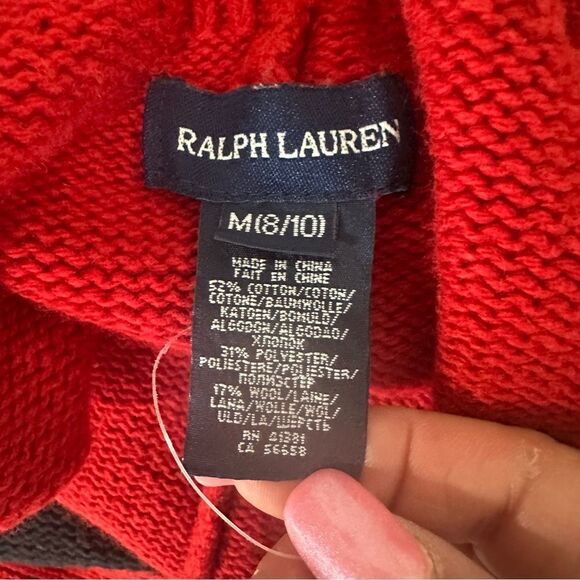 RALPH LAUREN
M(8/10)
MADE IN CHINA
FAIT EN CHINE
52% COTTON/COTON/
COTONE/BAUMWOLLE/
KATOEN/BOMULD/
ALGODON/ALGODAO/
ХЛОПОК
31% POLYESTER/
POLIESTERE/POLIESTER/
ПОЛИЭСТЕР
17% WOOL/LAINE/
LANA/WOLLE/WOL/
ULD/LA/ШЕРСТЬ
RN 41381
CA 56658